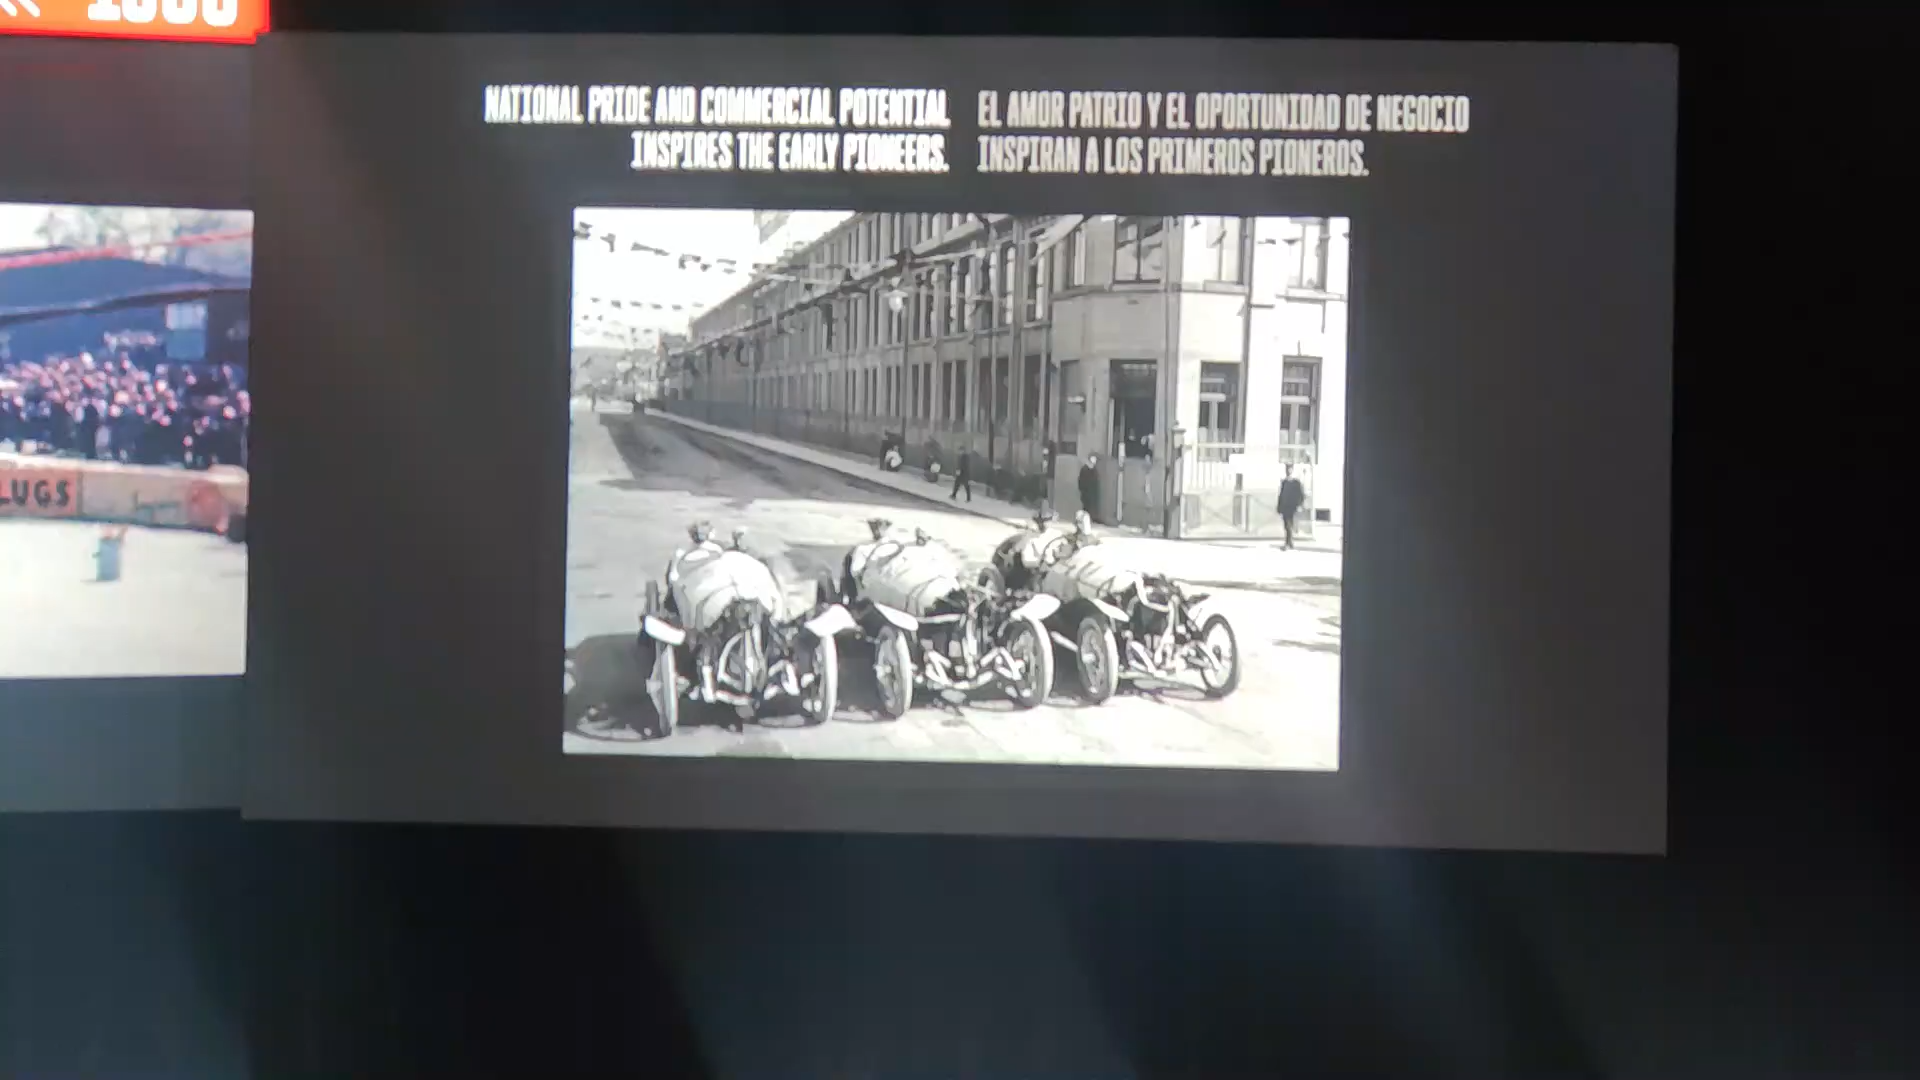 NATIONAL PRIDE AND COMMERCIAL POTENTIAL
INSPIRES THE EARLY PIONEERS.
EL AMOR PATRIO Y EL OPORTUNIDAD DE NEGOCIO
INSPIRAN A LOS PRIMEROS PIONEROS.
LUGS